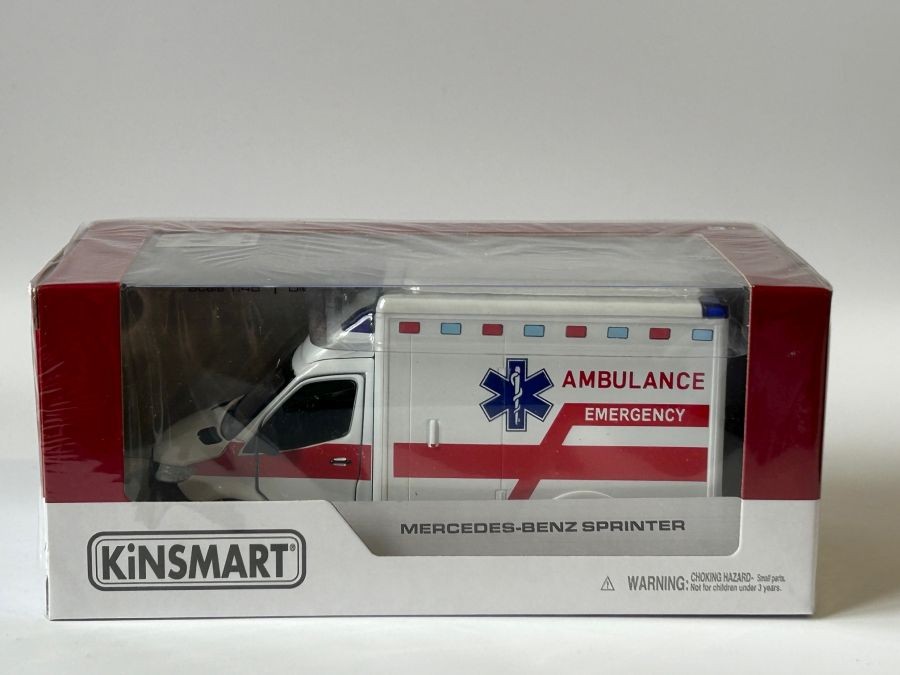 AMBULANCE
EMERGENCY
MERCEDES-BENZ SPRINTER
KiNSMART®
WARNING: CHOKING HAZARD- Small parts.
Not for children under 3 years.